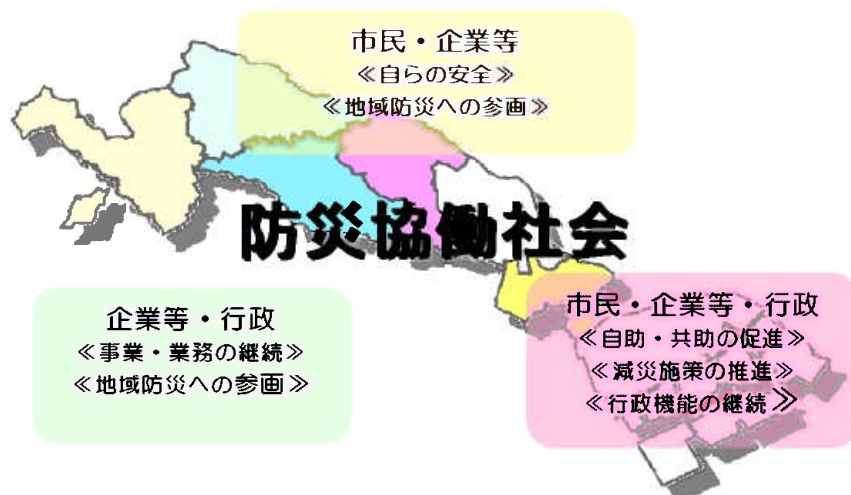 市民・企業等
≪自らの安全≫
≪地域防災への参画≫
防災協働社会
企業等・行政
≪事業・業務の継続≫
≪地域防災への参画≫
市民・企業等・行政
≪自助・共助の促進≫
≪減災施策の推進≫
≪行政機能の継続≫